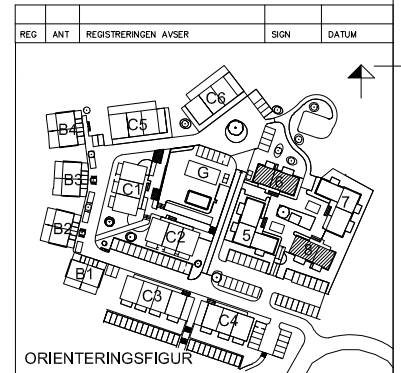 REG ANT REGISTRERINGEN AVSER SIGN DATUM
C6
B4 C5
B3 C1 G 7
B2 C2 5
B1
C3
C4
ORIENTERINGSFIGUR